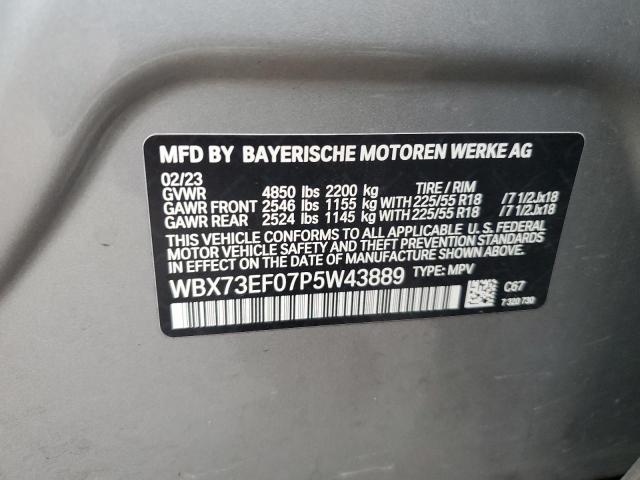 MFD BY BAYERISCHE MOTOREN WERKE AG
02/23
GVWR 4850 lbs 2200 kg TIRE / RIM
GAWR FRONT 2546 lbs 1155 kg WITH 225/55 R18 /7 1/2Jx18
GAWR REAR 2524 lbs 1145 kg WITH 225/55 R18 /7 1/2Jx18
THIS VEHICLE CONFORMS TO ALL APPLICABLE U.S. FEDERAL
MOTOR VEHICLE SAFETY AND THEFT PREVENTION STANDARDS
IN EFFECT ON THE DATE OF MANUFACTURE SHOWN ABOVE.
WBX73EF07P5W43889 TYPE: MPV
C67
7 320 730